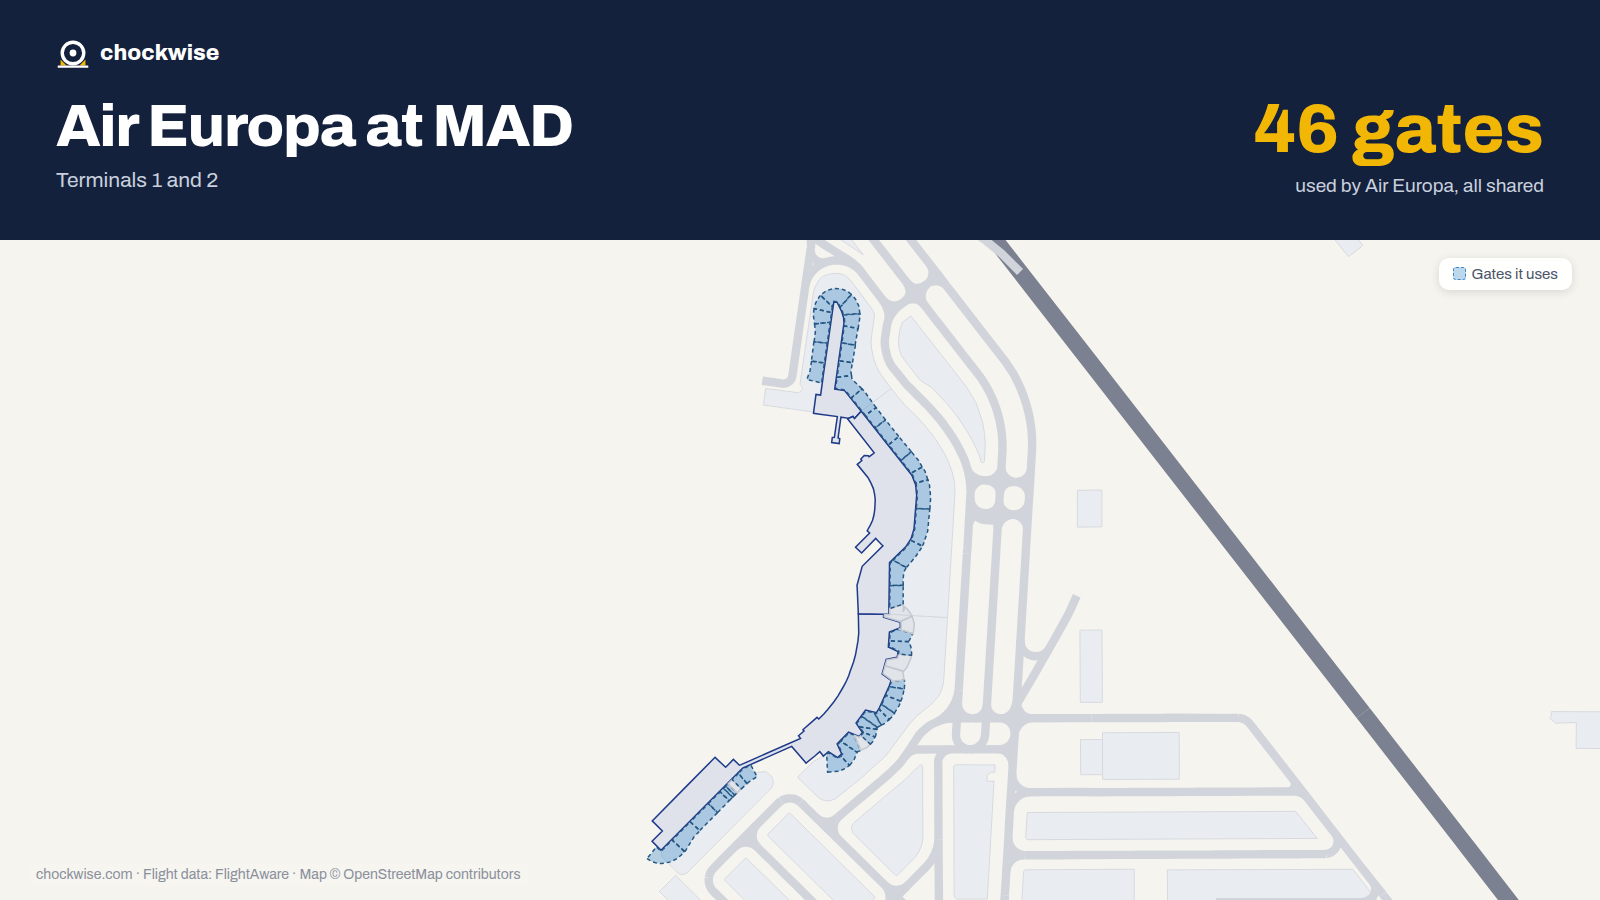 chockwise
Air Europa at MAD
Terminals 1 and 2
46 gates
used by Air Europa, all shared
Gates it uses
chockwise.com · Flight data: FlightAware · Map © OpenStreetMap contributors